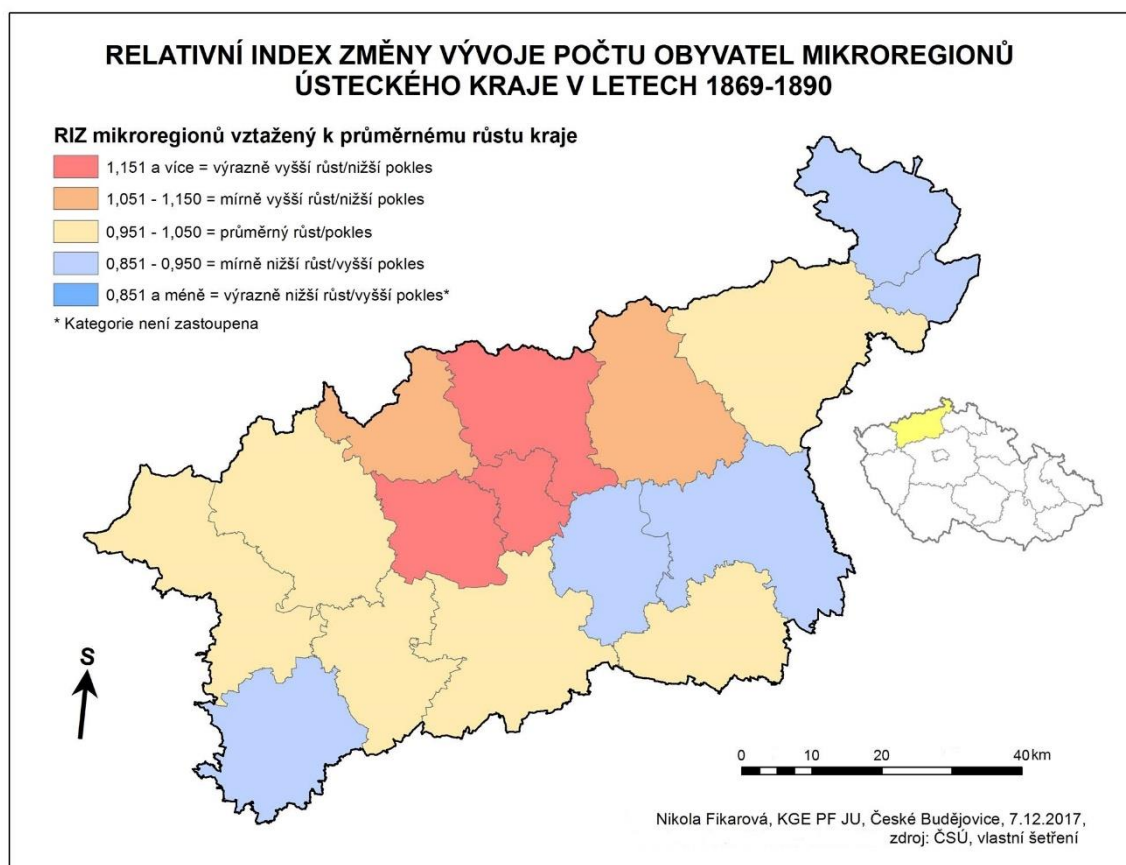 RELATIVNÍ INDEX ZMĚNY VÝVOJE POČTU OBYVATEL MIKROREGIONŮ
ÚSTECKÉHO KRAJE V LETECH 1869-1890
RIZ mikroregionů vztažený k průměrnému růstu kraje
1,151 a více = výrazně vyšší růst/nižší pokles
1,051 - 1,150 = mírně vyšší růst/nižší pokles
0,951 - 1,050 = průměrný růst/pokles
0,851 - 0,950 = mírně nižší růst/vyšší pokles
0,851 a méně = výrazně nižší růst/vyšší pokles*
* Kategorie není zastoupena
S
0 10 20 40 km
Nikola Fikarová, KGE PF JU, České Budějovice, 7.12.2017,
zdroj: ČSÚ, vlastní šetření